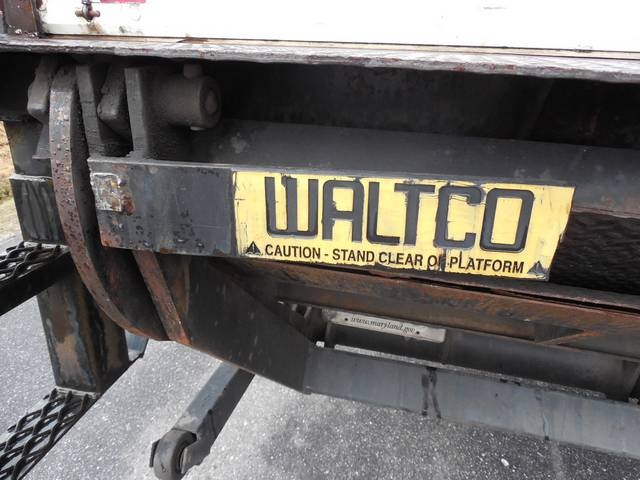 WALTCO
CAUTION - STAND CLEAR OF PLATFORM
www.maryland.gov